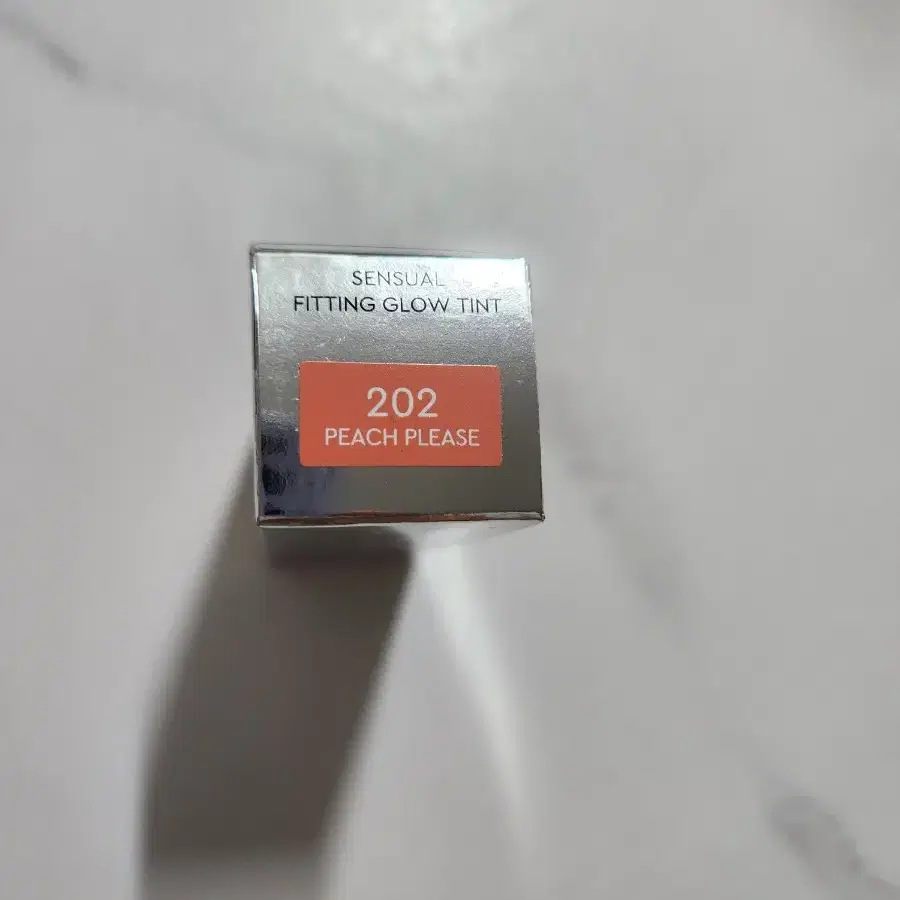 SENSUAL
FITTING GLOW TINT
202
PEACH PLEASE